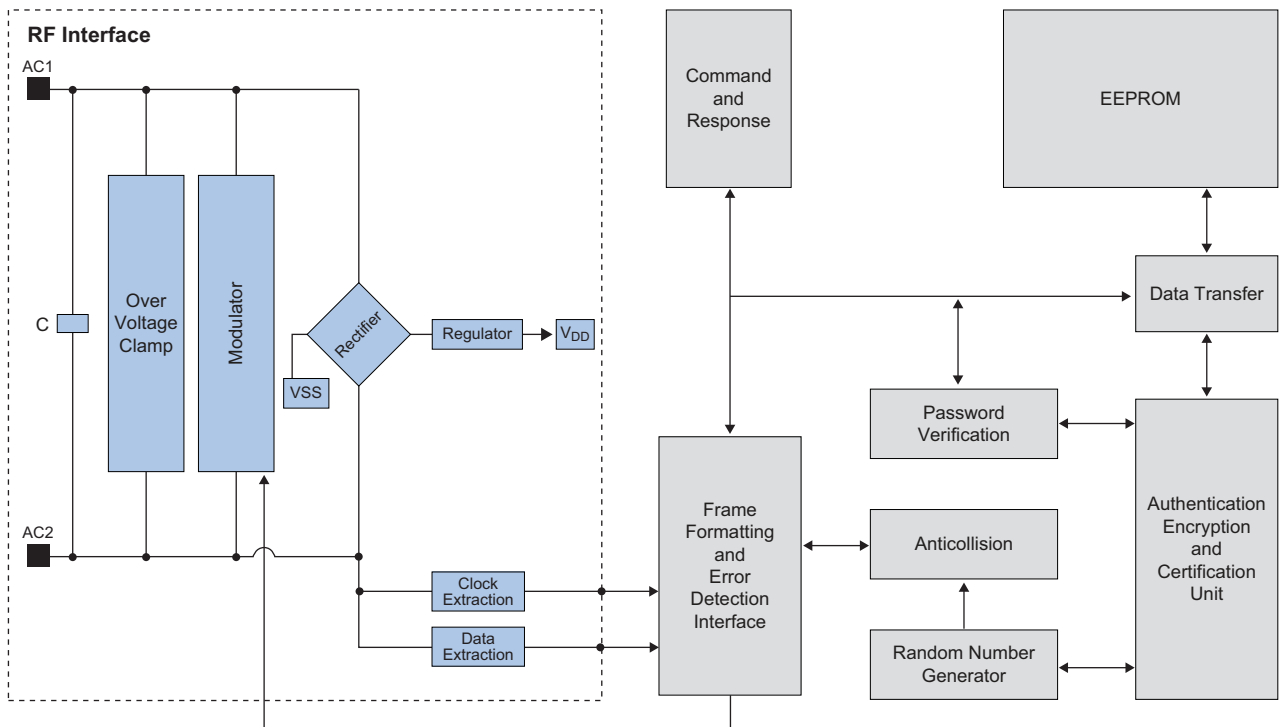 RF Interface
AC1
C
Over
Voltage
Clamp
Modulator
Rectifier
VSS
Regulator
VDD
AC2
Clock
Extraction
Data
Extraction
Command
and
Response
EEPROM
Data Transfer
Password
Verification
Frame
Formatting
and
Error
Detection
Interface
Anticollision
Random Number
Generator
Authentication
Encryption
and
Certification
Unit